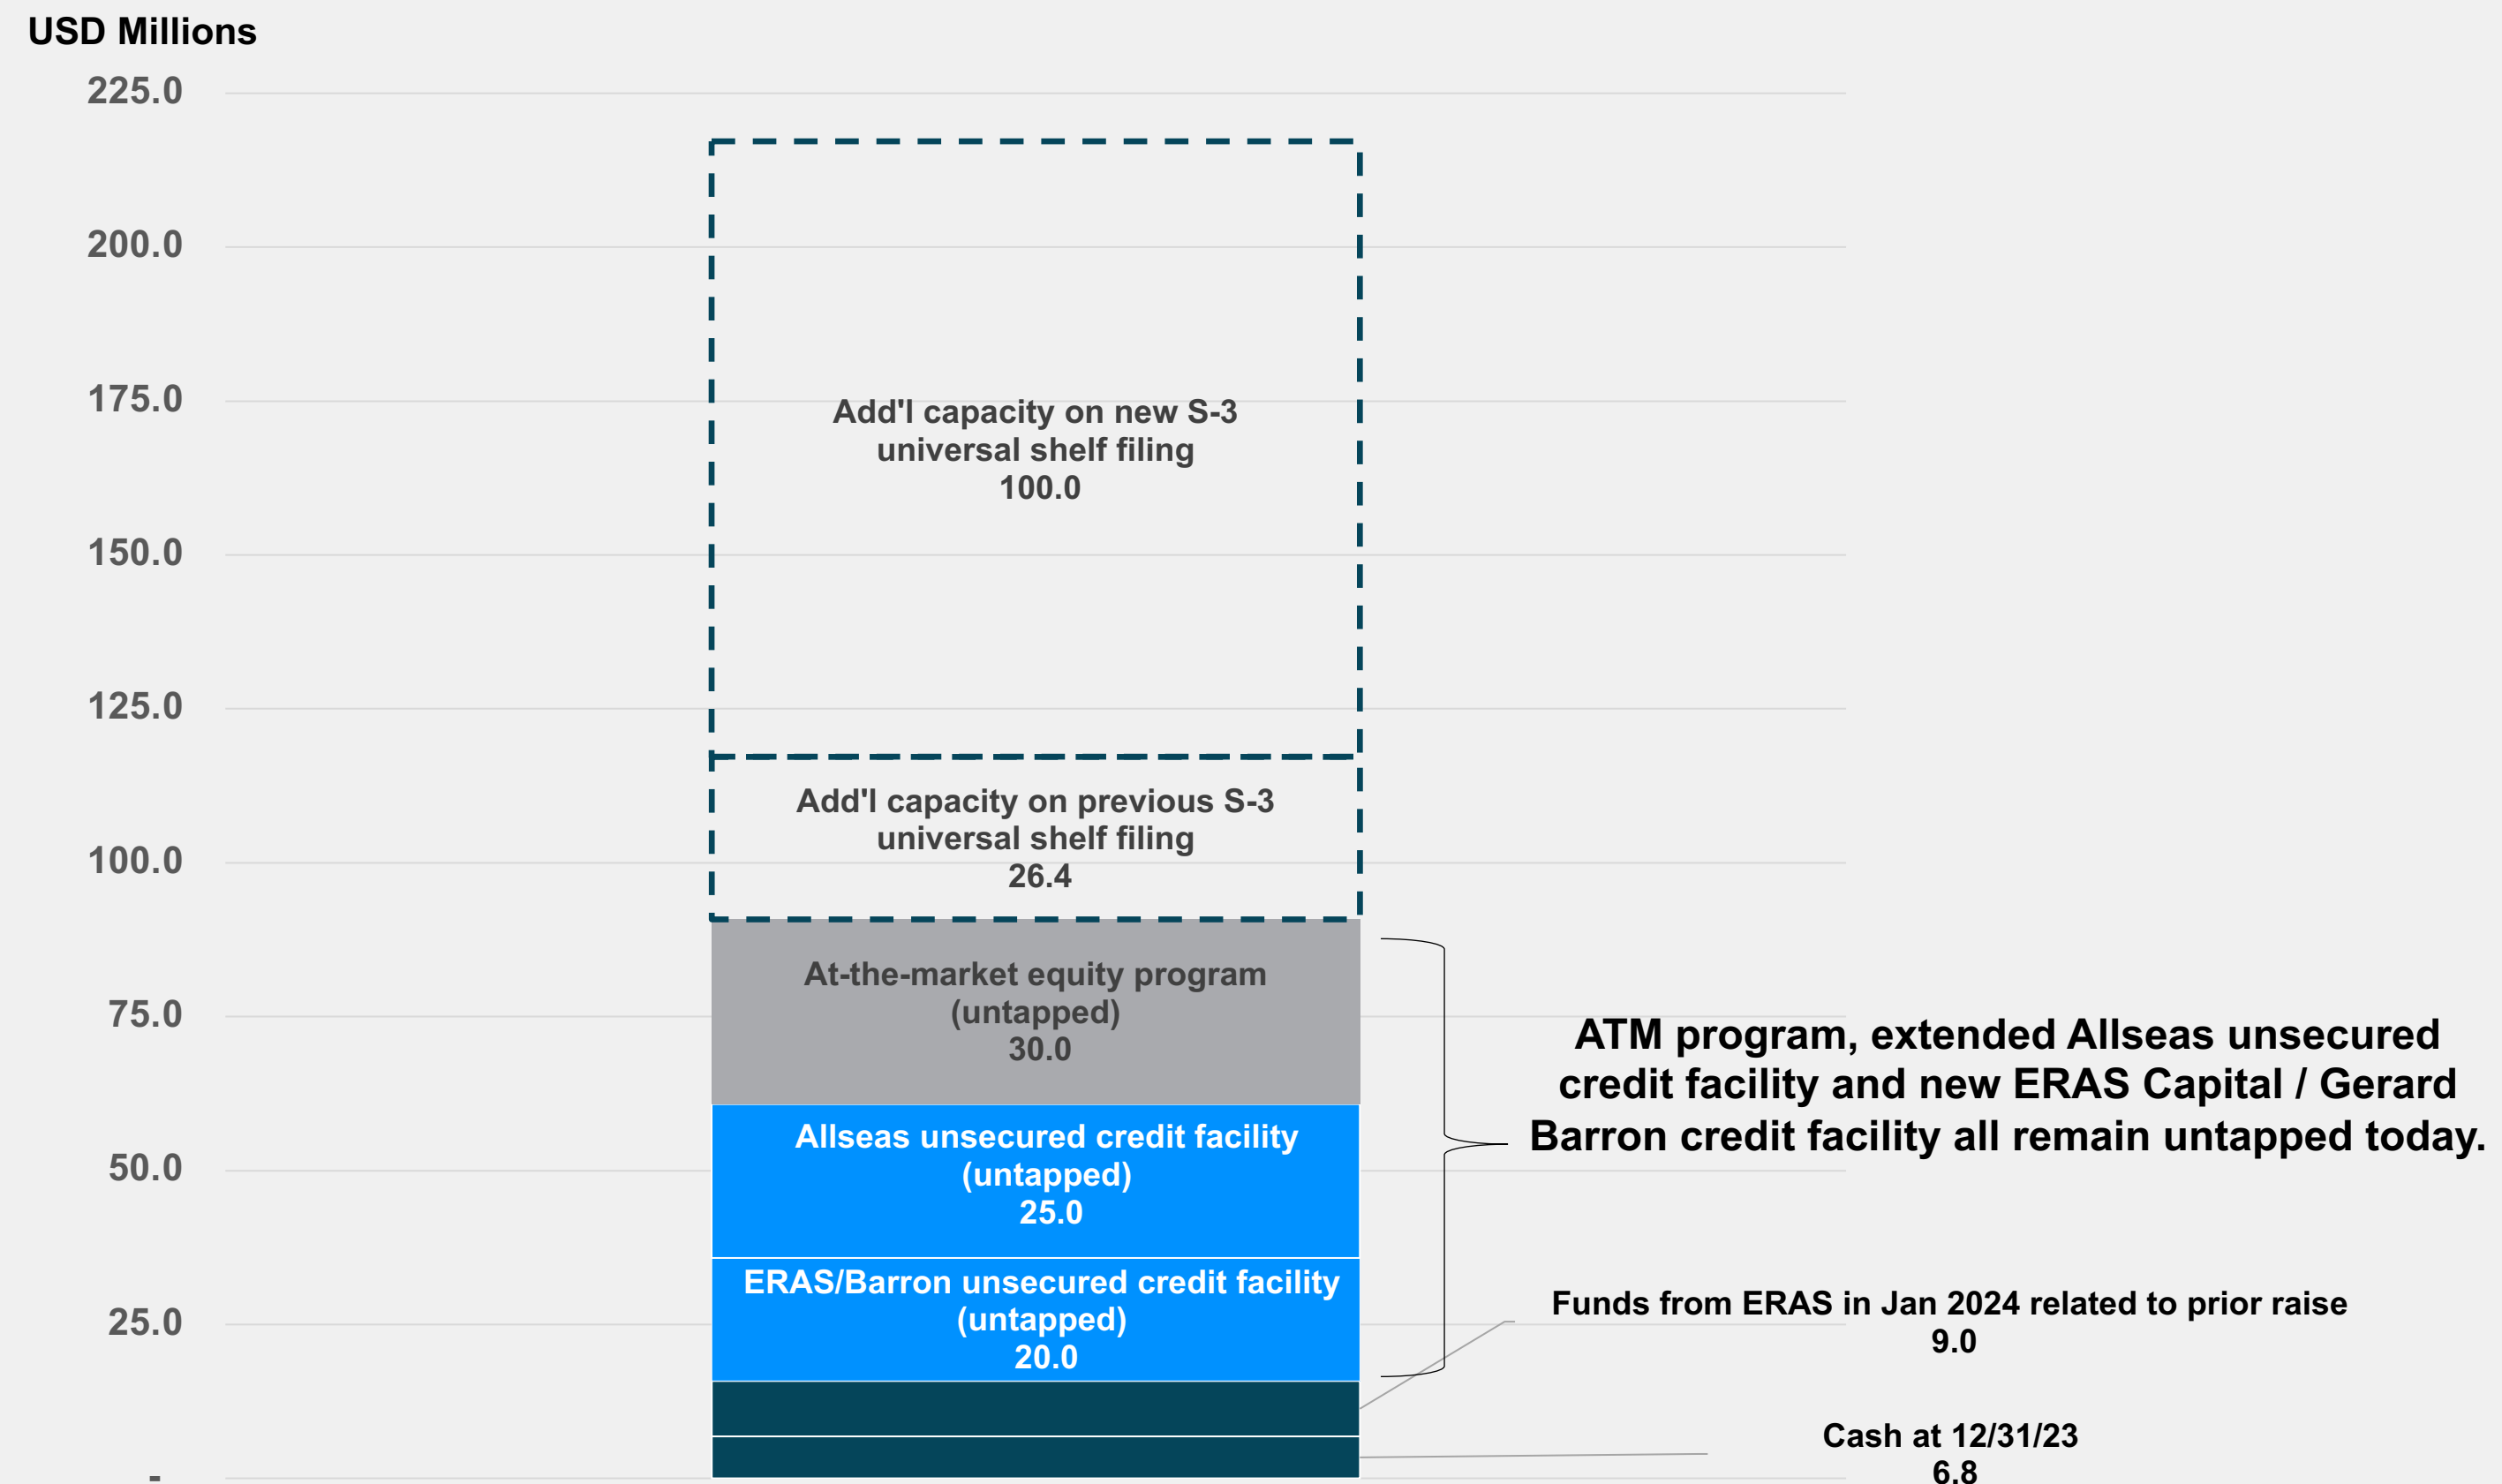 USD Millions
225.0
200.0
175.0
150.0
125.0
100.0
75.0
50.0
25.0
-
Add'l capacity on new S-3
universal shelf filing
100.0
Add'l capacity on previous S-3
universal shelf filing
26.4
At-the-market equity program
(untapped)
30.0
Allseas unsecured credit facility
(untapped)
25.0
ERAS/Barron unsecured credit facility
(untapped)
20.0
ATM program, extended Allseas unsecured
credit facility and new ERAS Capital / Gerard
Barron credit facility all remain untapped today.
Funds from ERAS in Jan 2024 related to prior raise
9.0
Cash at 12/31/23
6.8